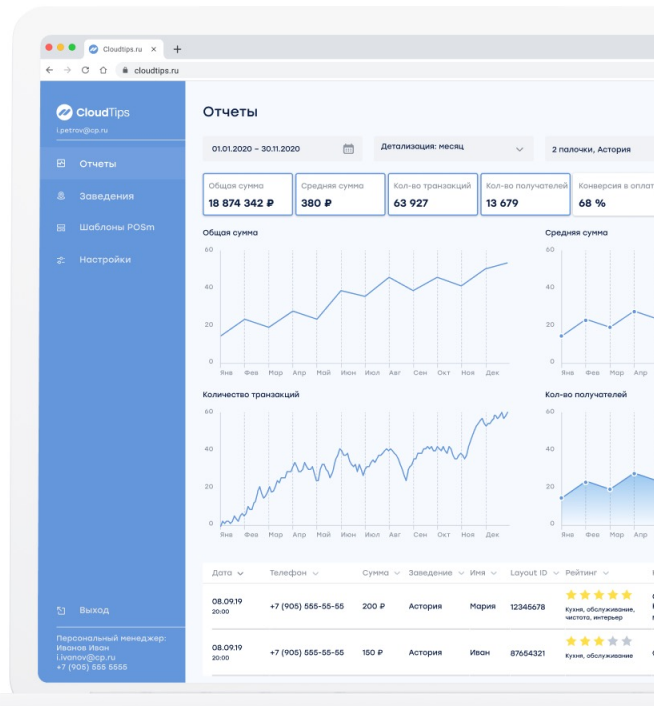 Cloudtips.ru
cloudtips.ru
CloudTips
i.petrov@cp.ru
Отчеты
Заведения
Шаблоны POSm
Настройки
Выход
Персональный менеджер:
Иванов Иван
i.ivanov@cp.ru
+7 (905) 555 5555
Отчеты
01.01.2020 – 30.11.2020
Детализация: месяц
2 палочки, Астория
Общая сумма
18 874 342 ₽
Средняя сумма
380 ₽
Кол-во транзакций
63 927
Кол-во получателей
13 679
Конверсия в оплат
68 %
Общая сумма
60
40
20
0
Янв Фев Мар Апр Май Июн Июл Авг Сен Окт Ноя Дек
Средняя сумма
60
40
20
0
Янв Фев Мар Апр
Количество транзакций
60
40
20
0
Янв Фев Мар Апр Май Июн Июл Авг Сен Окт Ноя Дек
Кол-во получателей
60
40
20
0
Янв Фев Мар Апр
Дата Телефон Сумма Заведение Имя Layout ID Рейтинг
08.09.19
20:00
+7 (905) 555-55-55 200 ₽ Астория Мария 12345678
Кухня, обслуживание,
чистота, интерьер
08.09.19
20:00
+7 (905) 555-55-55 150 ₽ Астория Иван 87654321
Кухня, обслуживание